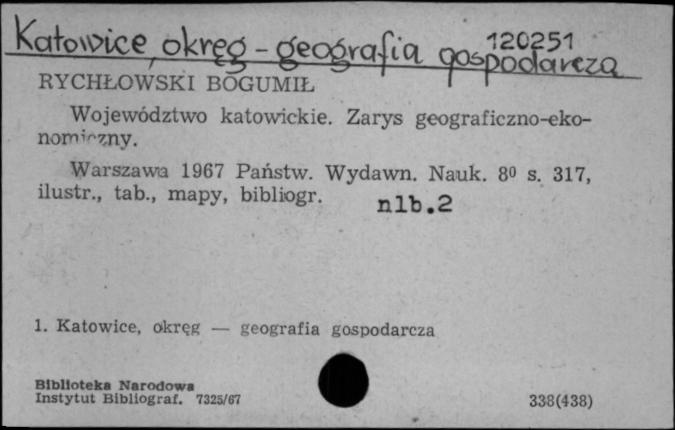 Katowice, okręg - geografia gospodarcza
120251
RYCHŁOWSKI BOGUMIŁ
Województwo katowickie. Zarys geograficzno-eko-
nomiczny.
Warszawa 1967 Państw. Wydawn. Nauk. 8⁰ s. 317,
ilustr., tab., mapy, bibliogr. nlb.2
1. Katowice, okręg — geografia gospodarcza
Biblioteka Narodowa
Instytut Bibliograf. 7325/67
338(438)